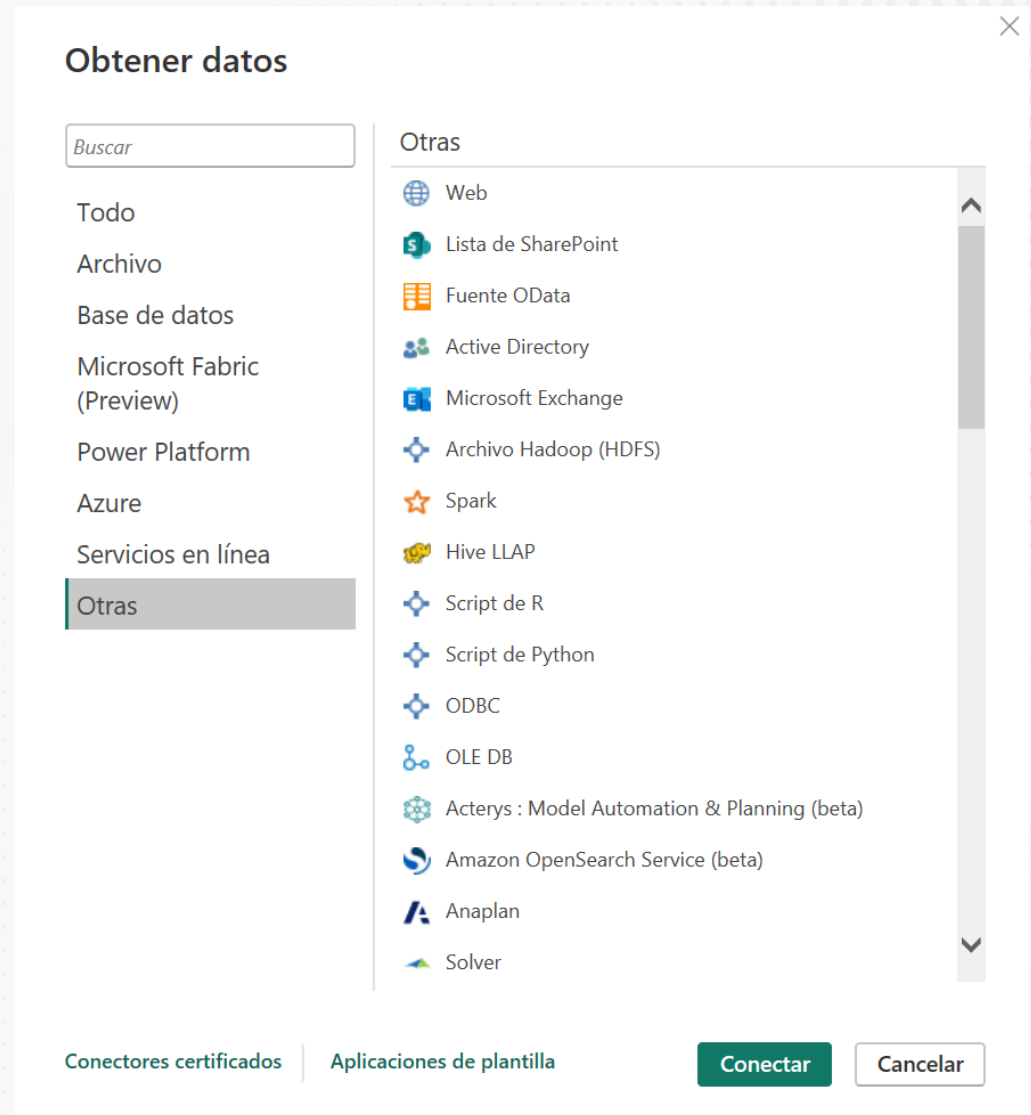 Obtener datos
Buscar
Todo
Archivo
Base de datos
Microsoft Fabric
(Preview)
Power Platform
Azure
Servicios en línea
Otras
Otras
Web
Lista de SharePoint
Fuente OData
Active Directory
Microsoft Exchange
Archivo Hadoop (HDFS)
Spark
Hive LLAP
Script de R
Script de Python
ODBC
OLE DB
Acterys : Model Automation & Planning (beta)
Amazon OpenSearch Service (beta)
Anaplan
Solver
Conectores certificados
Aplicaciones de plantilla
Conectar
Cancelar